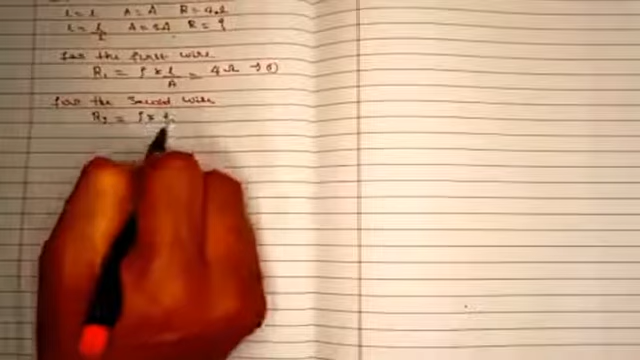 l = l A = A R = 4Ω
l = l/2 A = 2A R = ?
for the first wire
R₁ = ρ × l/A = 4Ω → ①
for the second wire
R₂ = ρ ×